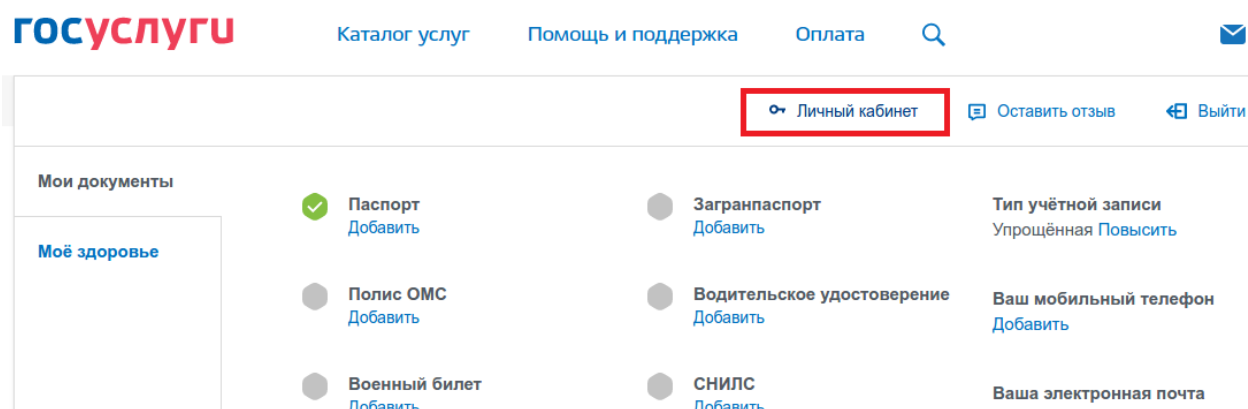 госуслуги
Каталог услуг
Помощь и поддержка
Оплата
Личный кабинет
Оставить отзыв
Выйти
Мои документы
Моё здоровье
Паспорт
Добавить
Загранпаспорт
Добавить
Тип учётной записи
Упрощённая Повысить
Полис ОМС
Добавить
Водительское удостоверение
Добавить
Ваш мобильный телефон
Добавить
Военный билет
Добавить
СНИЛС
Добавить
Ваша электронная почта